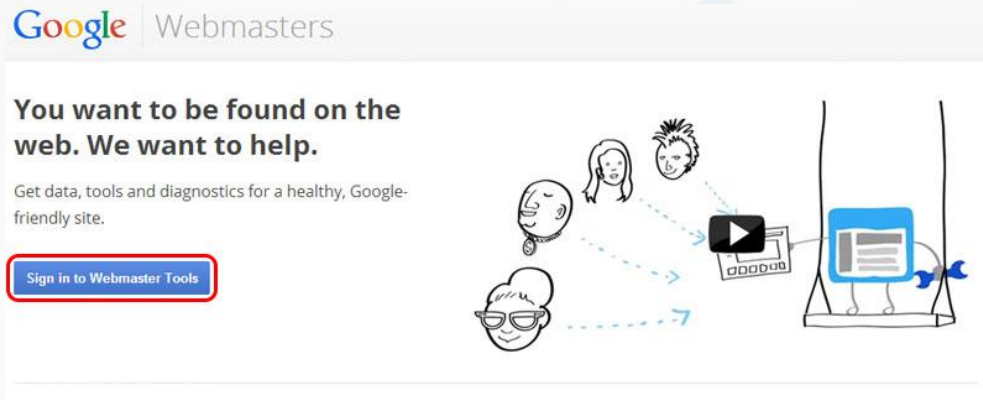 Google Webmasters
You want to be found on the
web. We want to help.
Get data, tools and diagnostics for a healthy, Google-
friendly site.
Sign in to Webmaster Tools